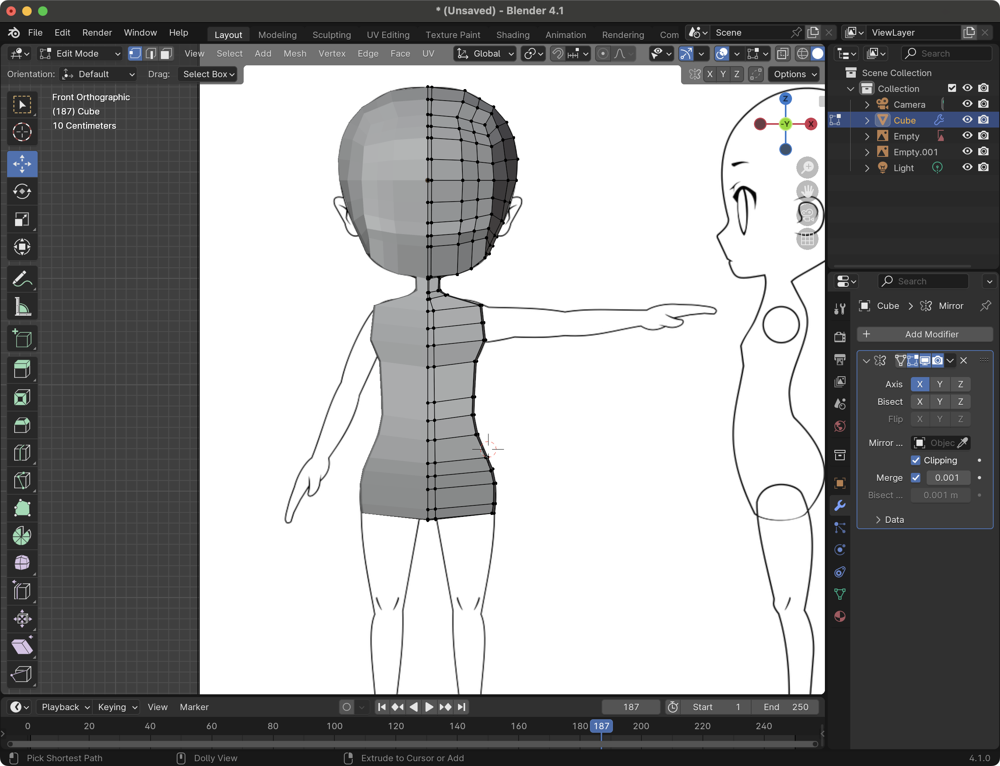 * (Unsaved) - Blender 4.1
File Edit Render Window Help Layout Modeling Sculpting UV Editing Texture Paint Shading Animation Rendering Com Scene ViewLayer
Edit Mode View Select Add Mesh Vertex Edge Face UV Global Search
Orientation: Default Drag: Select Box X Y Z Options
Scene Collection
Collection
Camera
Cube
Empty
Empty.001
Light
Front Orthographic
(187) Cube
10 Centimeters
Z
-Y X
Search
Cube Mirror
Add Modifier
Axis X Y Z
Bisect X Y Z
Flip X Y Z
Mirror ... Objec
Clipping
Merge 0.001
Bisect ... 0.001 m
Data
Playback Keying View Marker 187 Start 1 End 250
0 20 40 60 80 100 120 140 160 180 187 200 220 240
Pick Shortest Path Dolly View Extrude to Cursor or Add 4.1.0